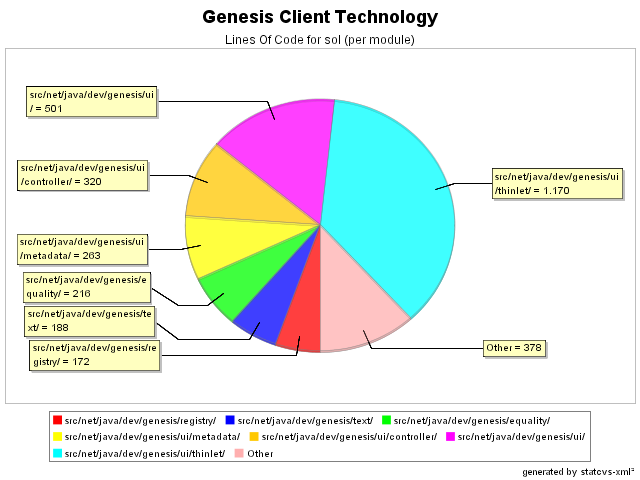 Genesis Client Technology
Lines Of Code for sol (per module)
src/net/java/dev/genesis/ui
/ = 501
src/net/java/dev/genesis/ui
/controller/ = 320
src/net/java/dev/genesis/ui
/thinlet/ = 1.170
src/net/java/dev/genesis/ui
/metadata/ = 263
src/net/java/dev/genesis/e
quality/ = 216
src/net/java/dev/genesis/te
xt/ = 188
src/net/java/dev/genesis/re
gistry/ = 172
Other = 378
src/net/java/dev/genesis/registry/ src/net/java/dev/genesis/text/ src/net/java/dev/genesis/equality/
src/net/java/dev/genesis/ui/metadata/ src/net/java/dev/genesis/ui/controller/ src/net/java/dev/genesis/ui/
src/net/java/dev/genesis/ui/thinlet/ Other
generated by statcvs-xml²